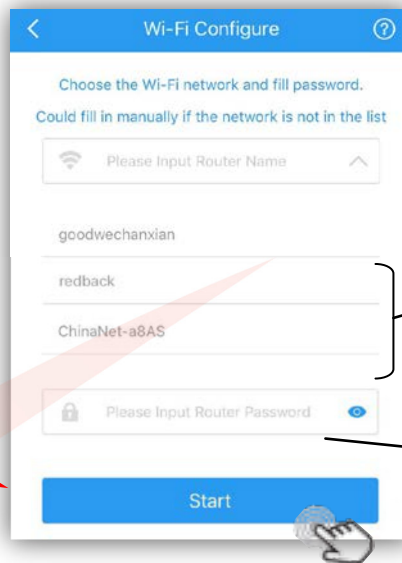 Wi-Fi Configure
Choose the Wi-Fi network and fill password.
Could fill in manually if the network is not in the list
Please Input Router Name
goodwechanxian
redback
ChinaNet-a8AS
Please Input Router Password
Start